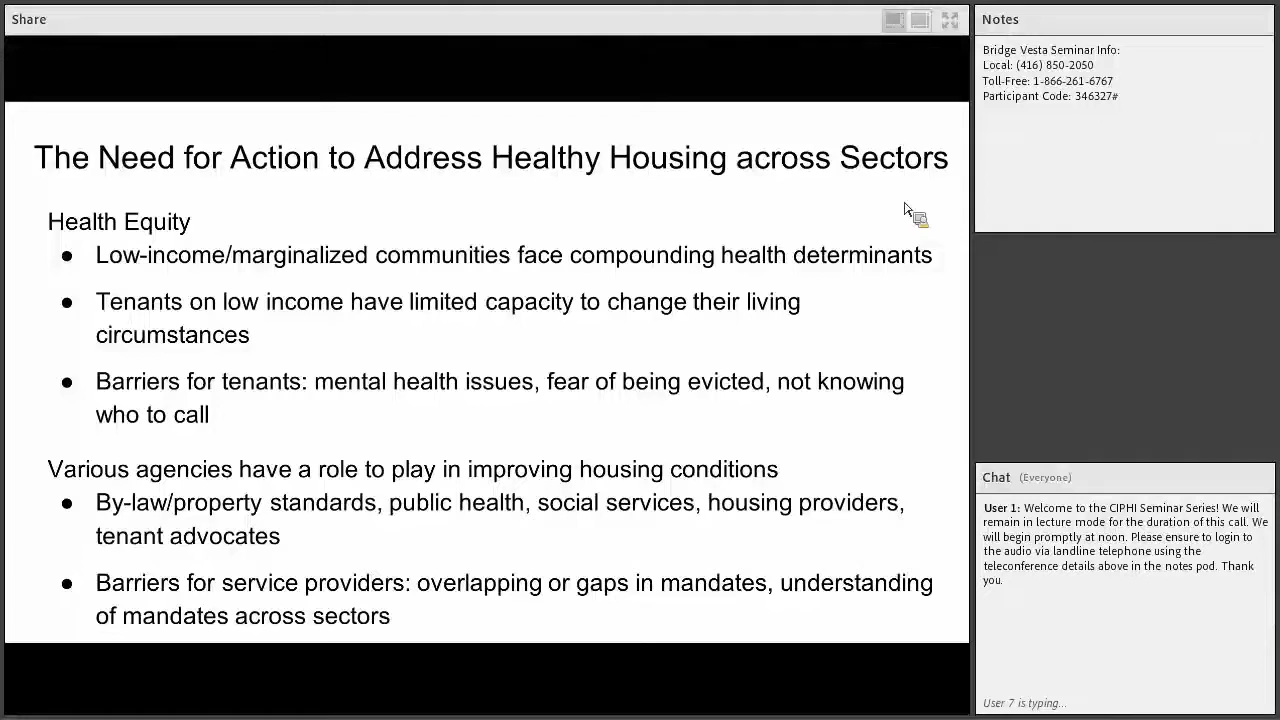 Share
The Need for Action to Address Healthy Housing across Sectors
Health Equity
● Low-income/marginalized communities face compounding health determinants
● Tenants on low income have limited capacity to change their living
circumstances
● Barriers for tenants: mental health issues, fear of being evicted, not knowing
who to call
Various agencies have a role to play in improving housing conditions
● By-law/property standards, public health, social services, housing providers,
tenant advocates
● Barriers for service providers: overlapping or gaps in mandates, understanding
of mandates across sectors
Notes
Bridge Vesta Seminar Info:
Local: (416) 850-2050
Toll-Free: 1-866-261-6767
Participant Code: 346327#
Chat (Everyone)
User 1: Welcome to the CIPHI Seminar Series! We will
remain in lecture mode for the duration of this call. We
will begin promptly at noon. Please ensure to login to
the audio via landline telephone using the
teleconference details above in the notes pod. Thank
you.
User 7 is typing...